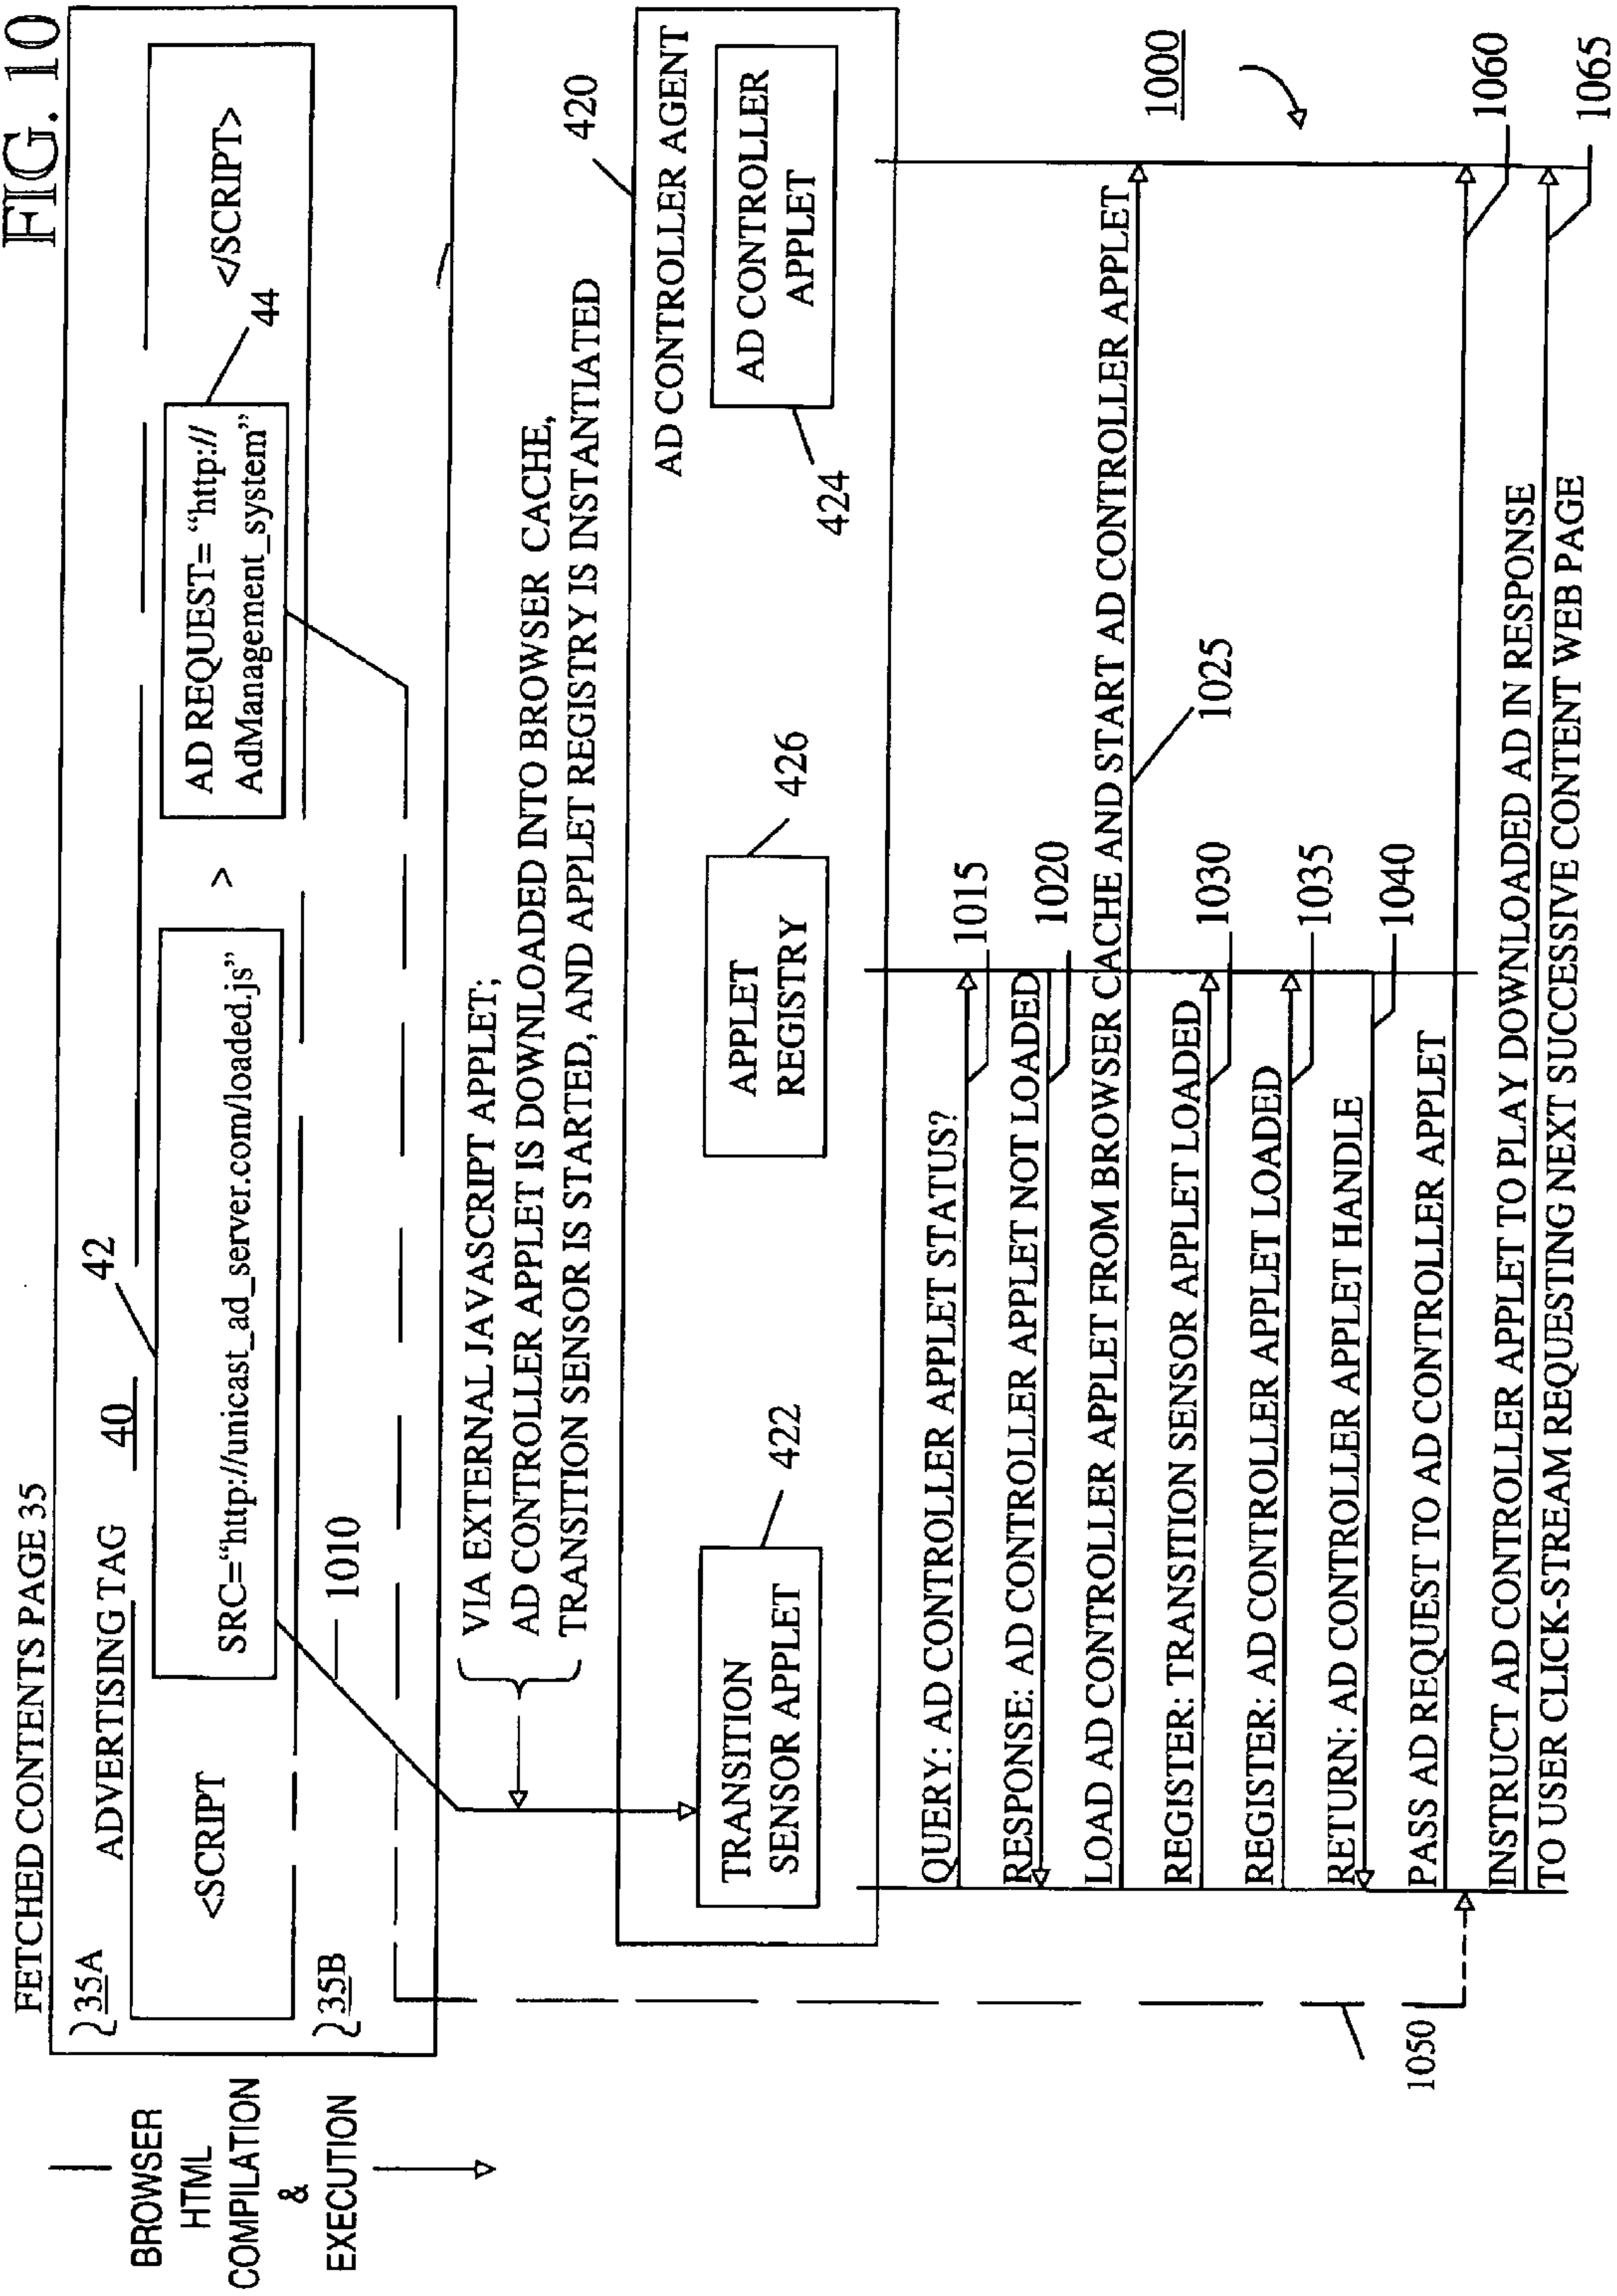 FIG. 10
FETCHED CONTENTS PAGE 35
35A
ADVERTISING TAG 40
42
<SCRIPT
SRC="http://unicast_ad_server.com/loaded.js"
>
AD REQUEST= "http://
AdManagement_system"
44
</SCRIPT>
35B
1010
BROWSER
HTML
COMPILATION
&
EXECUTION
VIA EXTERNAL JAVASCRIPT APPLET;
AD CONTROLLER APPLET IS DOWNLOADED INTO BROWSER CACHE,
TRANSITION SENSOR IS STARTED, AND APPLET REGISTRY IS INSTANTIATED
420
AD CONTROLLER AGENT
TRANSITION
SENSOR APPLET
422
APPLET
REGISTRY
426
AD CONTROLLER
APPLET
424
1000
QUERY: AD CONTROLLER APPLET STATUS?
1015
RESPONSE: AD CONTROLLER APPLET NOT LOADED
1020
LOAD AD CONTROLLER APPLET FROM BROWSER CACHE AND START AD CONTROLLER APPLET
1025
REGISTER: TRANSITION SENSOR APPLET LOADED
1030
REGISTER: AD CONTROLLER APPLET LOADED
1035
RETURN: AD CONTROLLER APPLET HANDLE
1040
PASS AD REQUEST TO AD CONTROLLER APPLET
1060
1050
INSTRUCT AD CONTROLLER APPLET TO PLAY DOWNLOADED AD IN RESPONSE
TO USER CLICK-STREAM REQUESTING NEXT SUCCESSIVE CONTENT WEB PAGE
1065